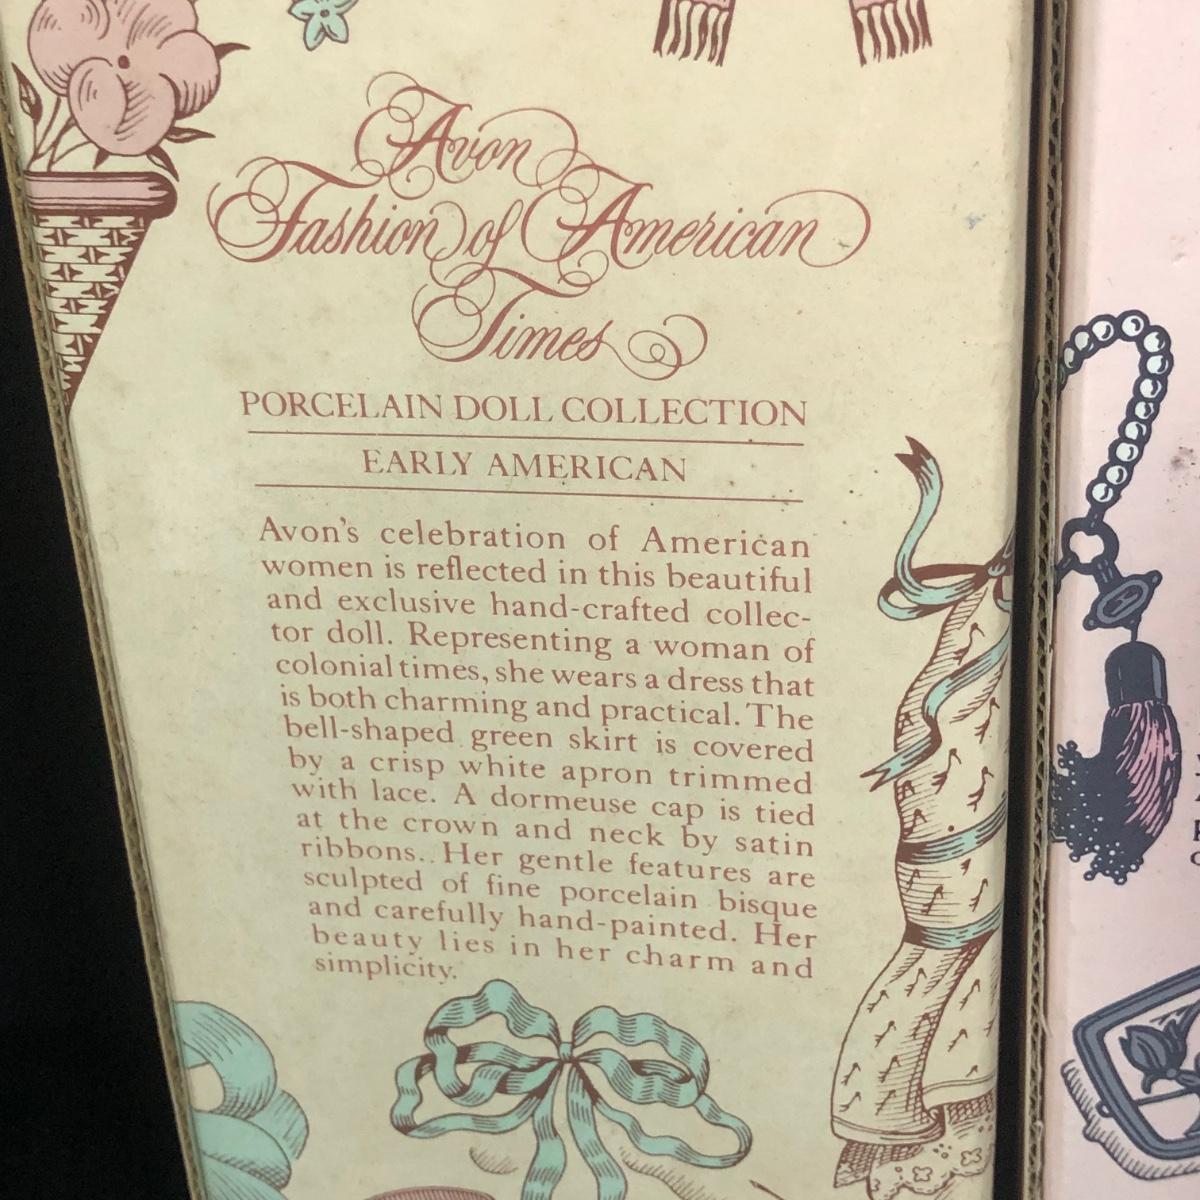 Avon
Fashion of American
Times
PORCELAIN DOLL COLLECTION
EARLY AMERICAN
Avon's celebration of American
women is reflected in this beautiful
and exclusive hand-crafted collec-
tor doll. Representing a woman of
colonial times, she wears a dress that
is both charming and practical. The
bell-shaped green skirt is covered
by a crisp white apron trimmed
with lace. A dormeuse cap is tied
at the crown and neck by satin
ribbons. Her gentle features are
sculpted of fine porcelain bisque
and carefully hand-painted. Her
beauty lies in her charm and
simplicity.